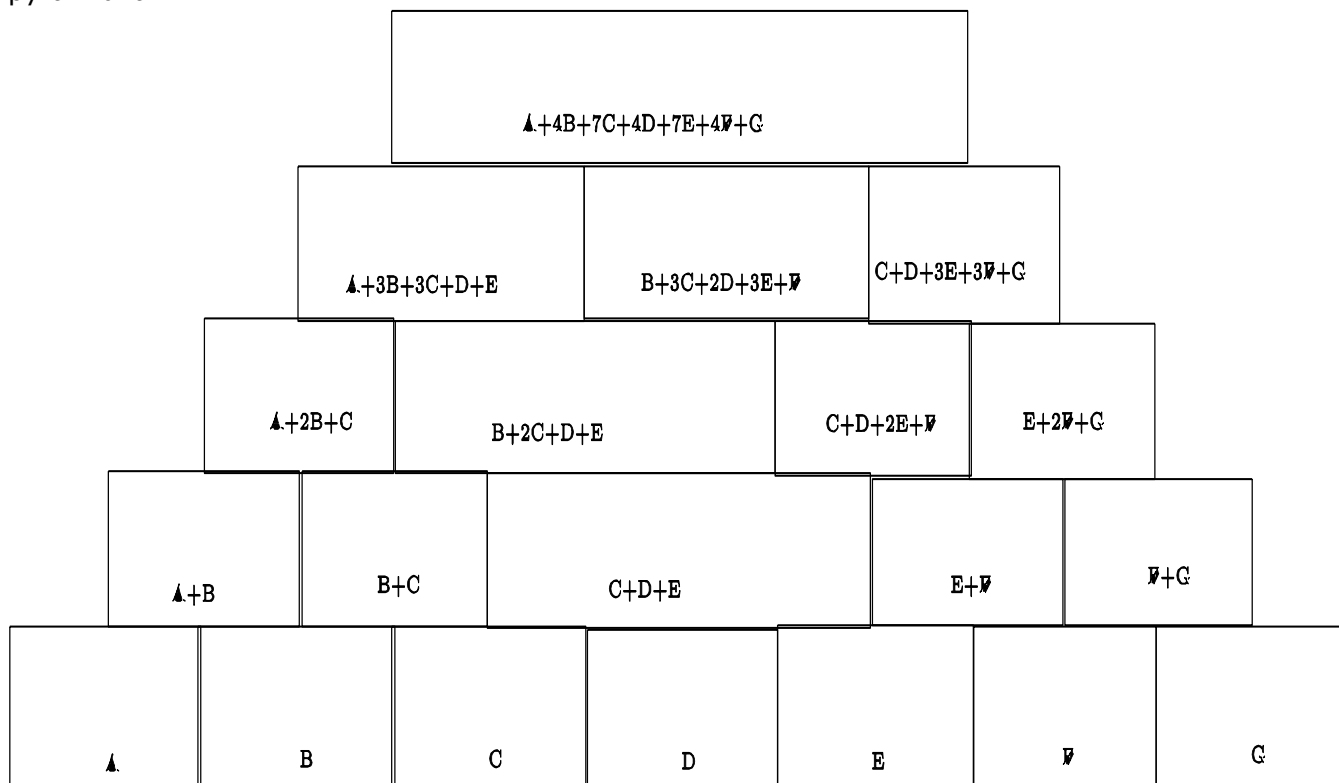 A+4B+7C+4D+7E+4F+G
A+3B+3C+D+E
B+3C+2D+3E+F
C+D+3E+3F+G
A+2B+C
B+2C+D+E
C+D+2E+F
E+2F+G
A+B
B+C
C+D+E
E+F
F+G
A
B
C
D
E
F
G